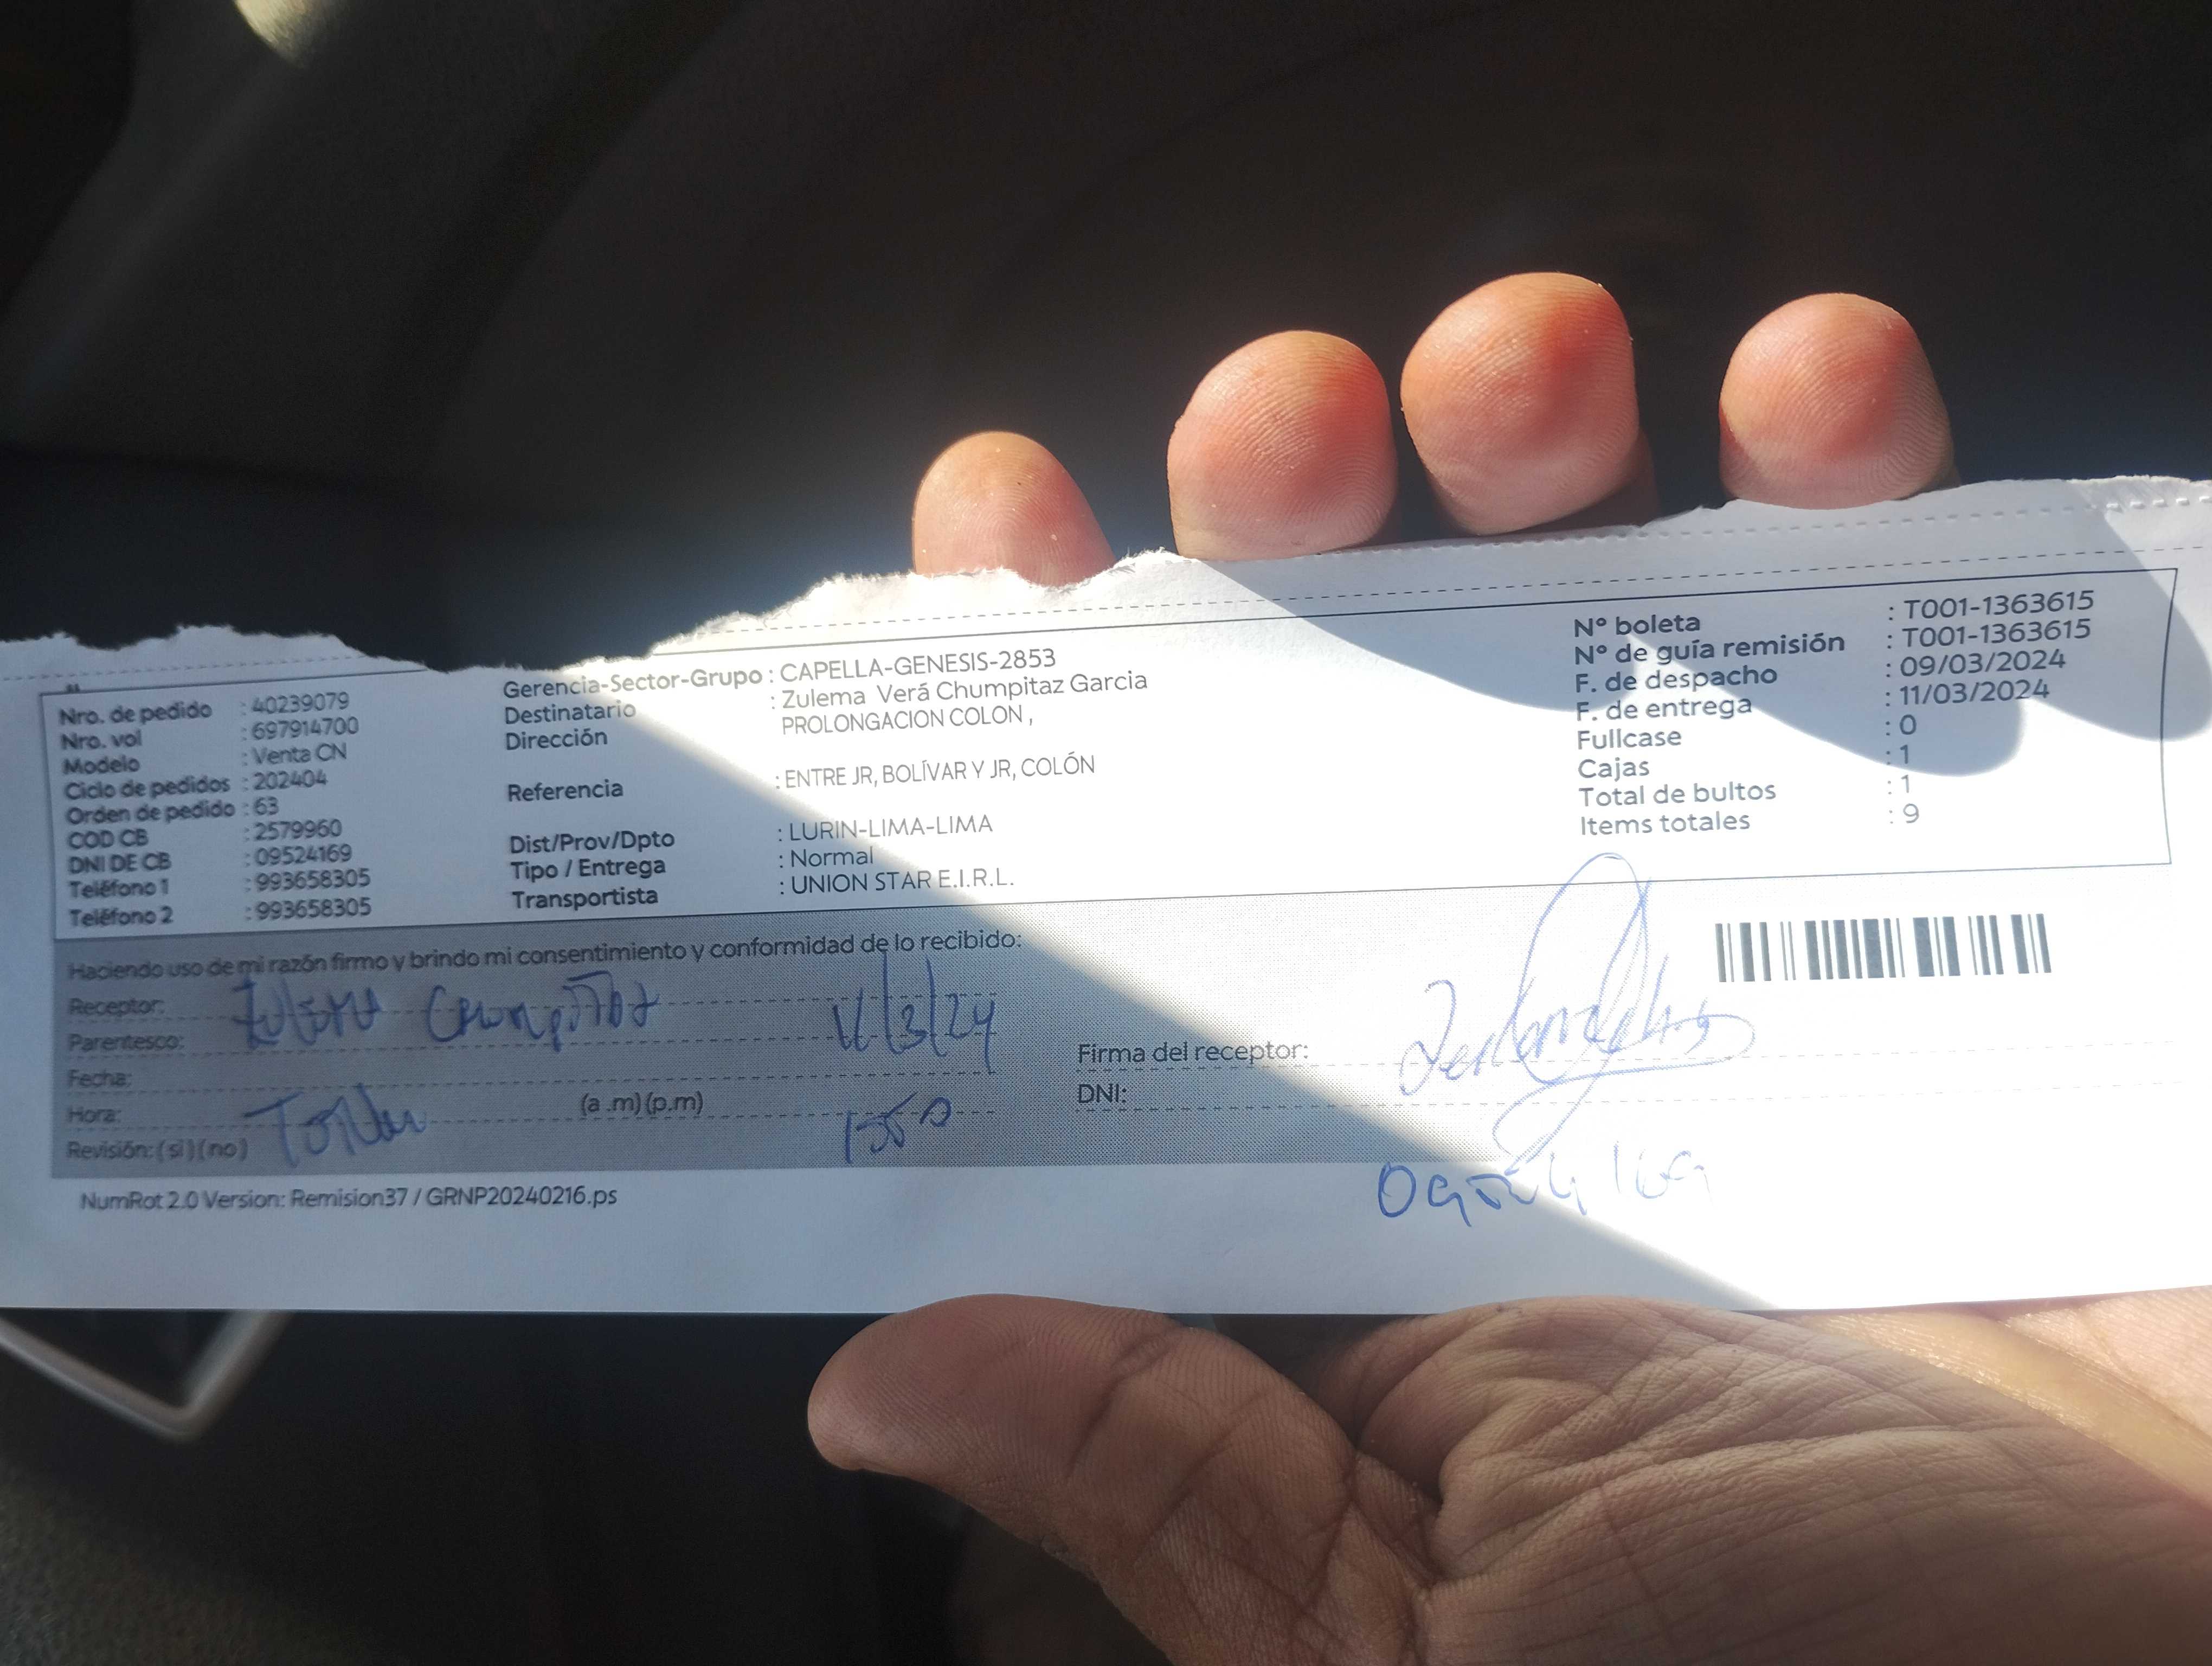 Nro. de pedido : 40239079
Nro. vol : 697914700
Modelo : Venta CN
Ciclo de pedidos : 202404
Orden de pedido : 63
COD CB : 2579960
DNI DE CB : 09524169
Teléfono 1 : 993658305
Teléfono 2 : 993658305
Gerencia-Sector-Grupo : CAPELLA-GENESIS-2853
Destinatario : Zulema Verá Chumpitaz Garcia
Dirección PROLONGACION COLON ,
Referencia : ENTRE JR, BOLÍVAR Y JR, COLÓN
Dist/Prov/Dpto : LURIN-LIMA-LIMA
Tipo / Entrega : Normal
Transportista : UNION STAR E.I.R.L.
Nº boleta : T001-1363615
Nº de guía remisión : T001-1363615
F. de despacho : 09/03/2024
F. de entrega : 11/03/2024
Fullcase : 0
Cajas : 1
Total de bultos : 1
Items totales : 9
Haciendo uso de mi razón firmo y brindo mi consentimiento y conformidad de lo recibido:
Receptor: Zulema Chumpitaz 11/3/24
Parentesco:
Fecha:
Hora: (a .m) (p.m)
Revisión: ( si ) ( no )
Firma del receptor:
DNI:
09524169
NumRot 2.0 Version: Remision37 / GRNP20240216.ps